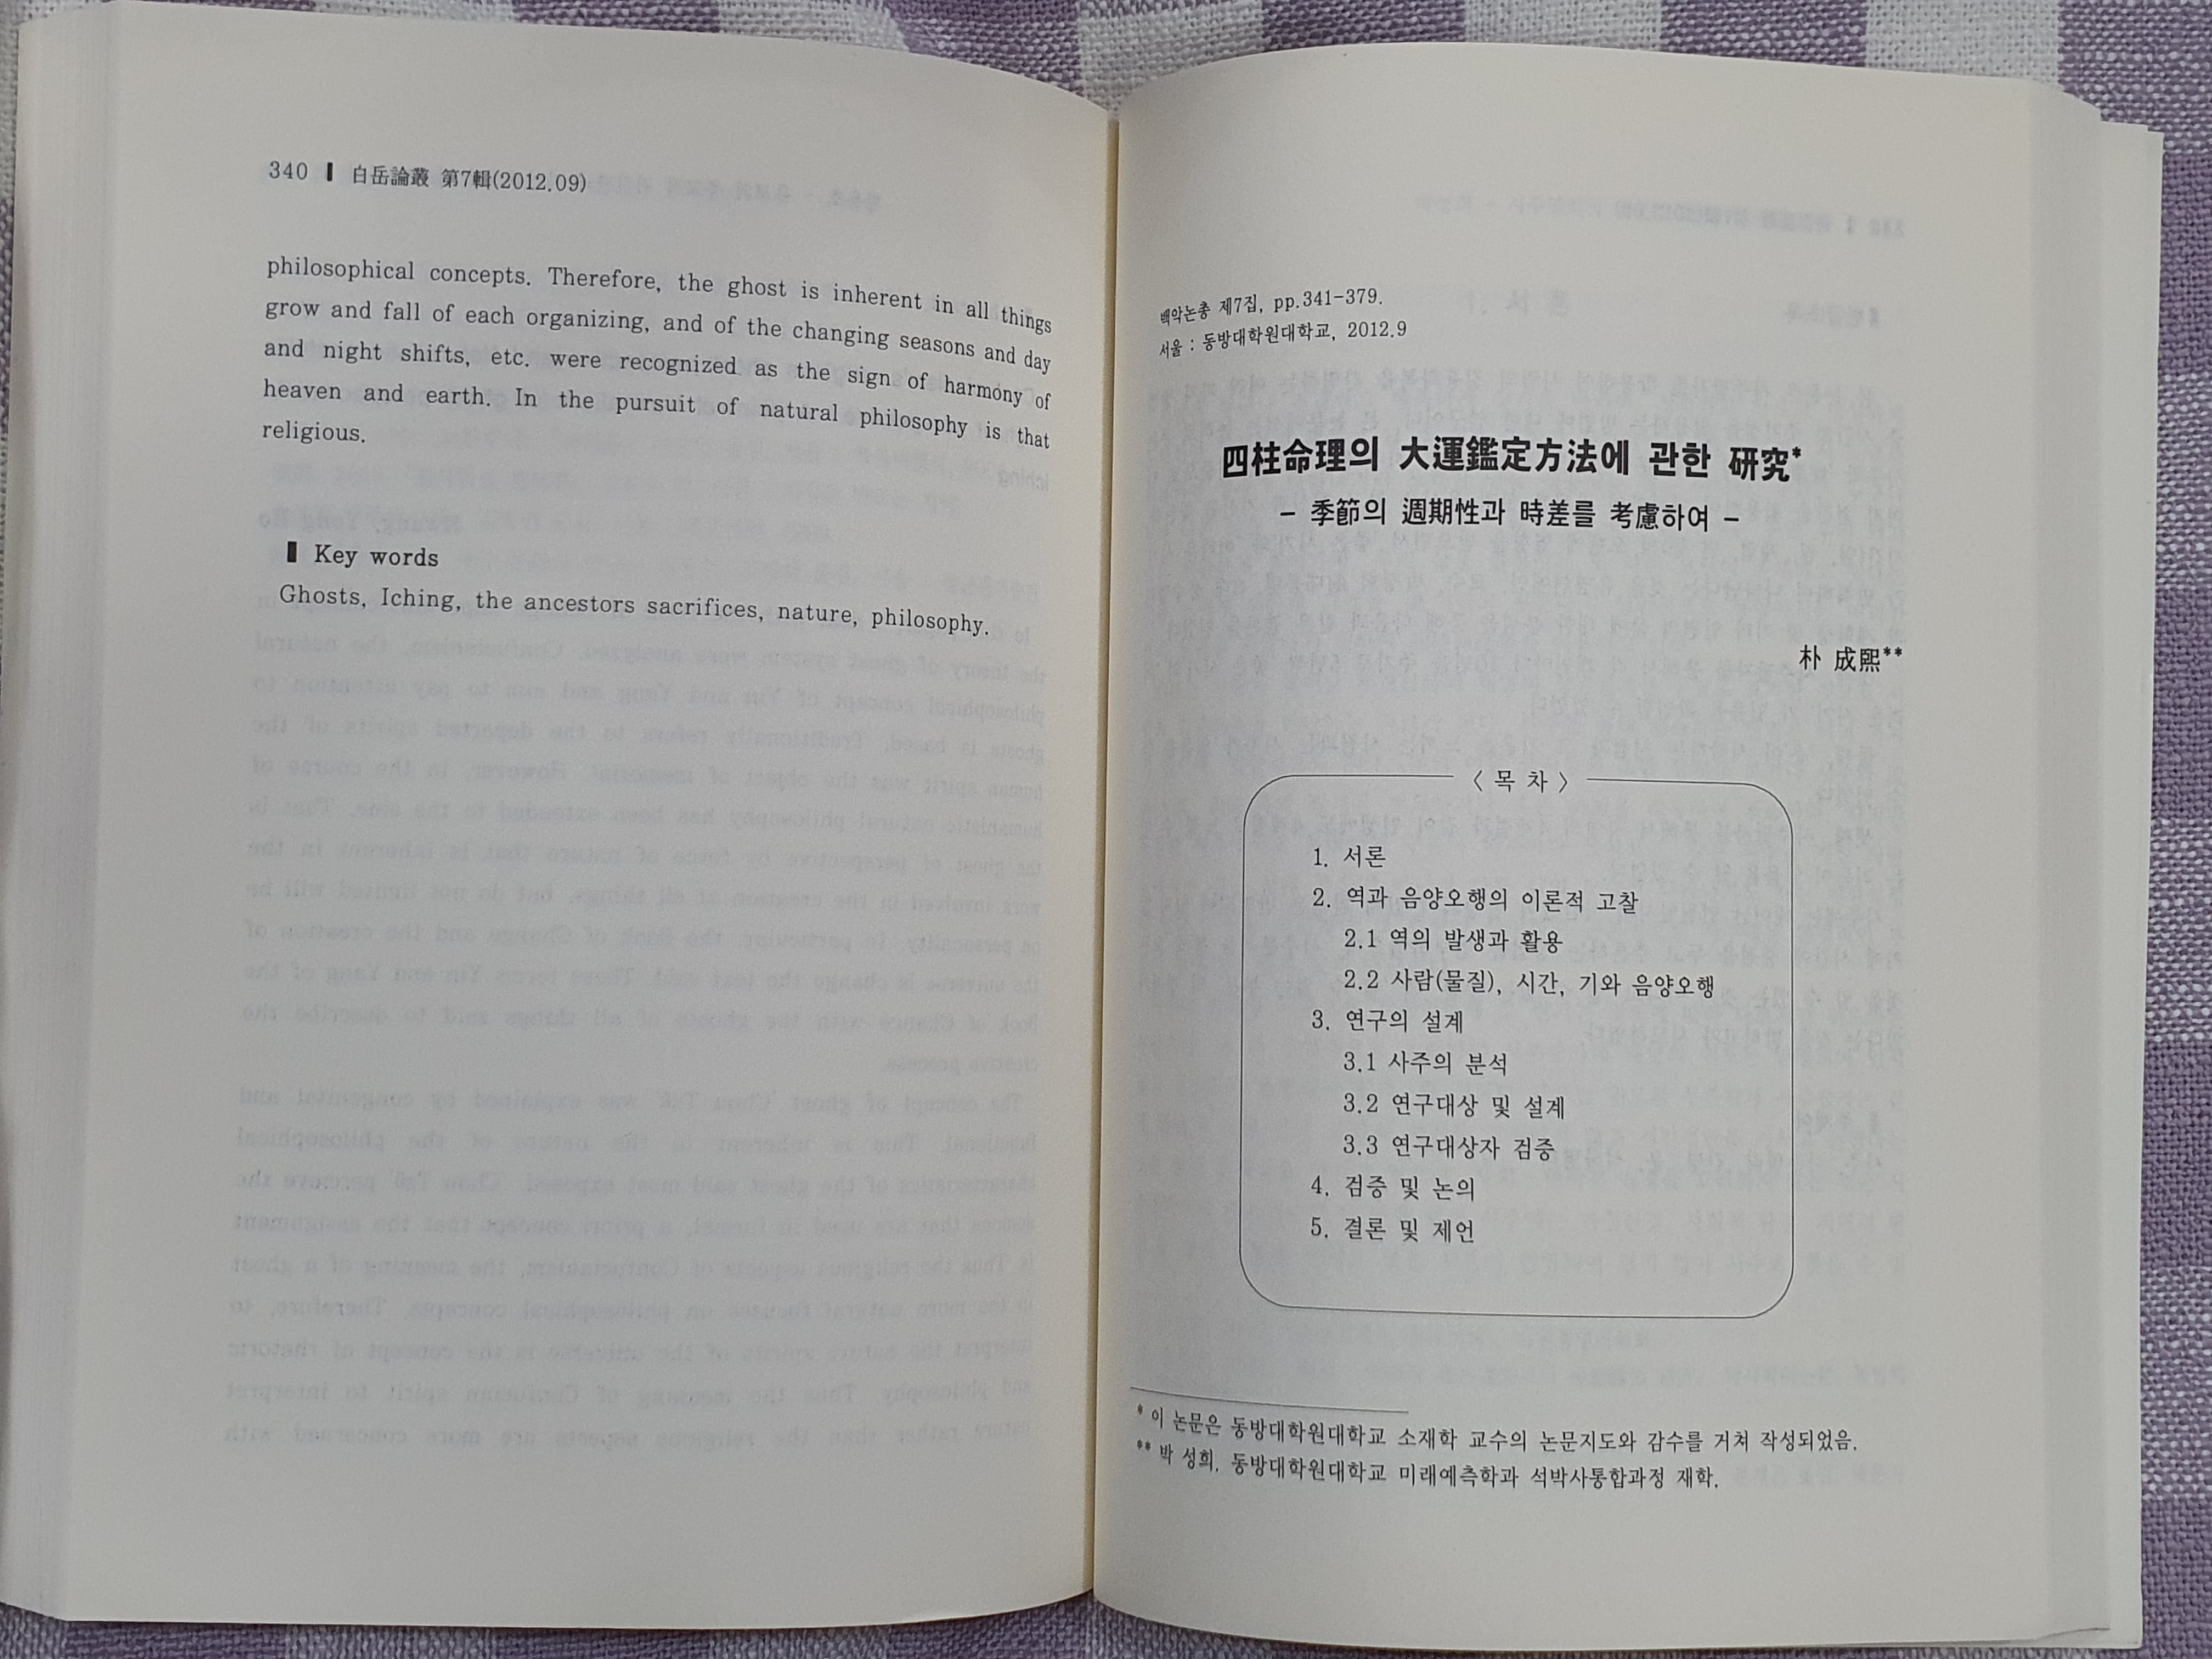 340 ▌ 白岳論叢 第7輯(2012.09)
philosophical concepts. Therefore, the ghost is inherent in all things
grow and fall of each organizing, and of the changing seasons and day
and night shifts, etc. were recognized as the sign of harmony of
heaven and earth. In the pursuit of natural philosophy is that
religious.
▌ Key words
Ghosts, Iching, the ancestors sacrifices, nature, philosophy.
백악논총 제7집, pp.341-379.
서울 : 동방대학원대학교, 2012.9
四柱命理의 大運鑑定方法에 관한 研究*
- 季節의 週期性과 時差를 考慮하여 -
朴 成熙**
〈 목 차 〉
1. 서론
2. 역과 음양오행의 이론적 고찰
2.1 역의 발생과 활용
2.2 사람(물질), 시간, 기와 음양오행
3. 연구의 설계
3.1 사주의 분석
3.2 연구대상 및 설계
3.3 연구대상자 검증
4. 검증 및 논의
5. 결론 및 제언
* 이 논문은 동방대학원대학교 소재학 교수의 논문지도와 감수를 거쳐 작성되었음.
** 박 성희, 동방대학원대학교 미래예측학과 석박사통합과정 재학.